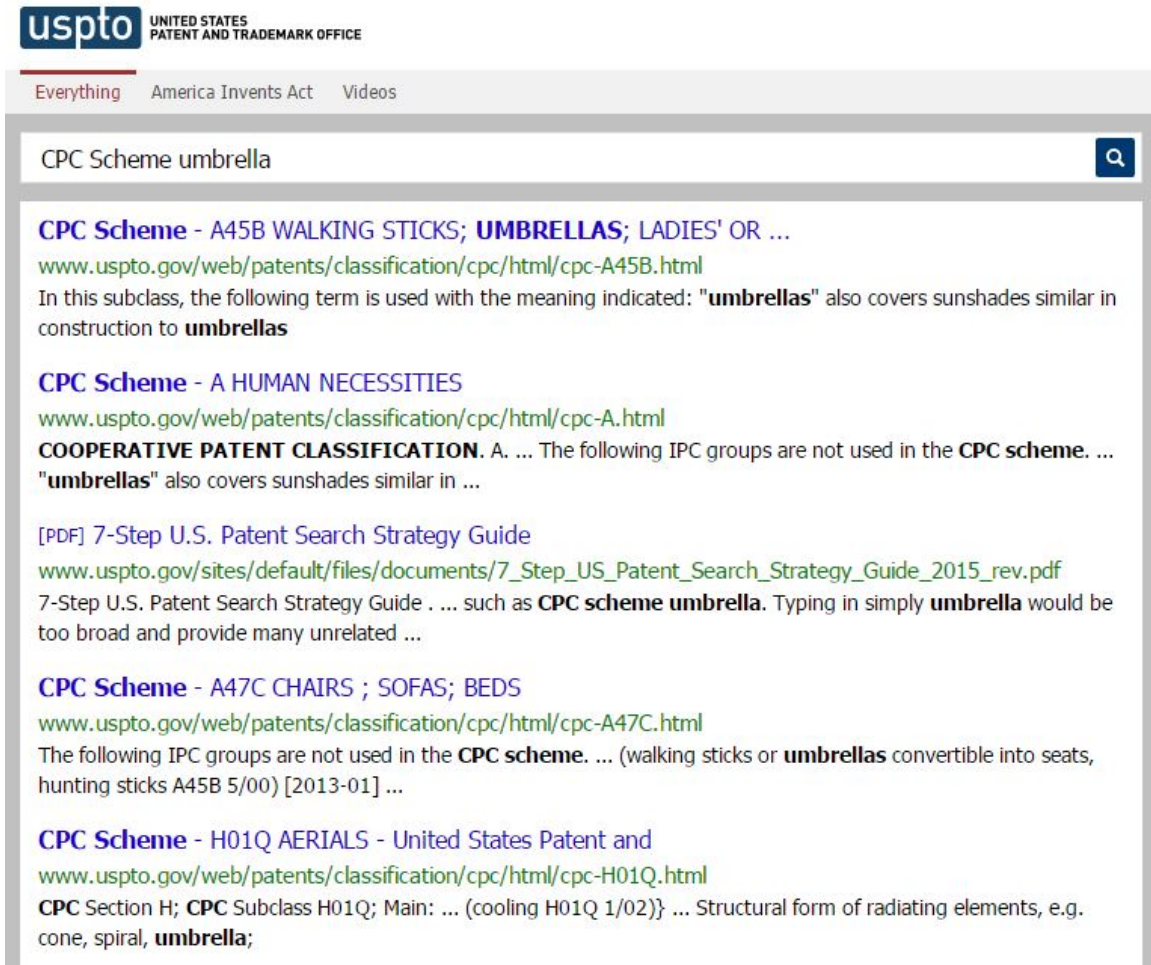 uspto UNITED STATES
PATENT AND TRADEMARK OFFICE
Everything America Invents Act Videos
CPC Scheme umbrella
CPC Scheme - A45B WALKING STICKS; UMBRELLAS; LADIES' OR ...
www.uspto.gov/web/patents/classification/cpc/html/cpc-A45B.html
In this subclass, the following term is used with the meaning indicated: "umbrellas" also covers sunshades similar in
construction to umbrellas
CPC Scheme - A HUMAN NECESSITIES
www.uspto.gov/web/patents/classification/cpc/html/cpc-A.html
COOPERATIVE PATENT CLASSIFICATION. A. ... The following IPC groups are not used in the CPC scheme. ...
"umbrellas" also covers sunshades similar in ...
[PDF] 7-Step U.S. Patent Search Strategy Guide
www.uspto.gov/sites/default/files/documents/7_Step_US_Patent_Search_Strategy_Guide_2015_rev.pdf
7-Step U.S. Patent Search Strategy Guide . ... such as CPC scheme umbrella. Typing in simply umbrella would be
too broad and provide many unrelated ...
CPC Scheme - A47C CHAIRS ; SOFAS; BEDS
www.uspto.gov/web/patents/classification/cpc/html/cpc-A47C.html
The following IPC groups are not used in the CPC scheme. ... (walking sticks or umbrellas convertible into seats,
hunting sticks A45B 5/00) [2013-01] ...
CPC Scheme - H01Q AERIALS - United States Patent and
www.uspto.gov/web/patents/classification/cpc/html/cpc-H01Q.html
CPC Section H; CPC Subclass H01Q; Main: ... (cooling H01Q 1/02)} ... Structural form of radiating elements, e.g.
cone, spiral, umbrella;